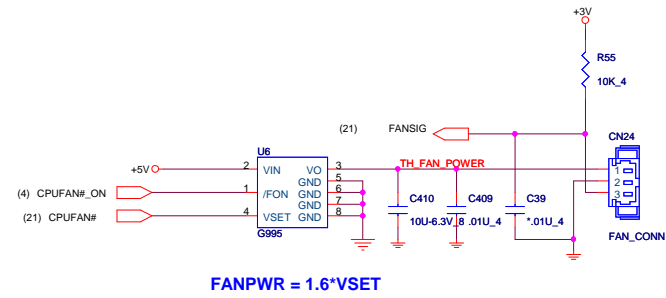 +3V
R55
10K_4
(21) FANSIG
CN24
U6
+5V 2 VIN VO 3 TH_FAN_POWER 1
GND 5
(4) CPUFAN#_ON 1 /FON GND 6 2
GND 7 3
(21) CPUFAN# 4 VSET GND 8
C410 C409 C39
10U-6.3V_8 .01U_4 *.01U_4
G995
FAN_CONN
FANPWR = 1.6*VSET